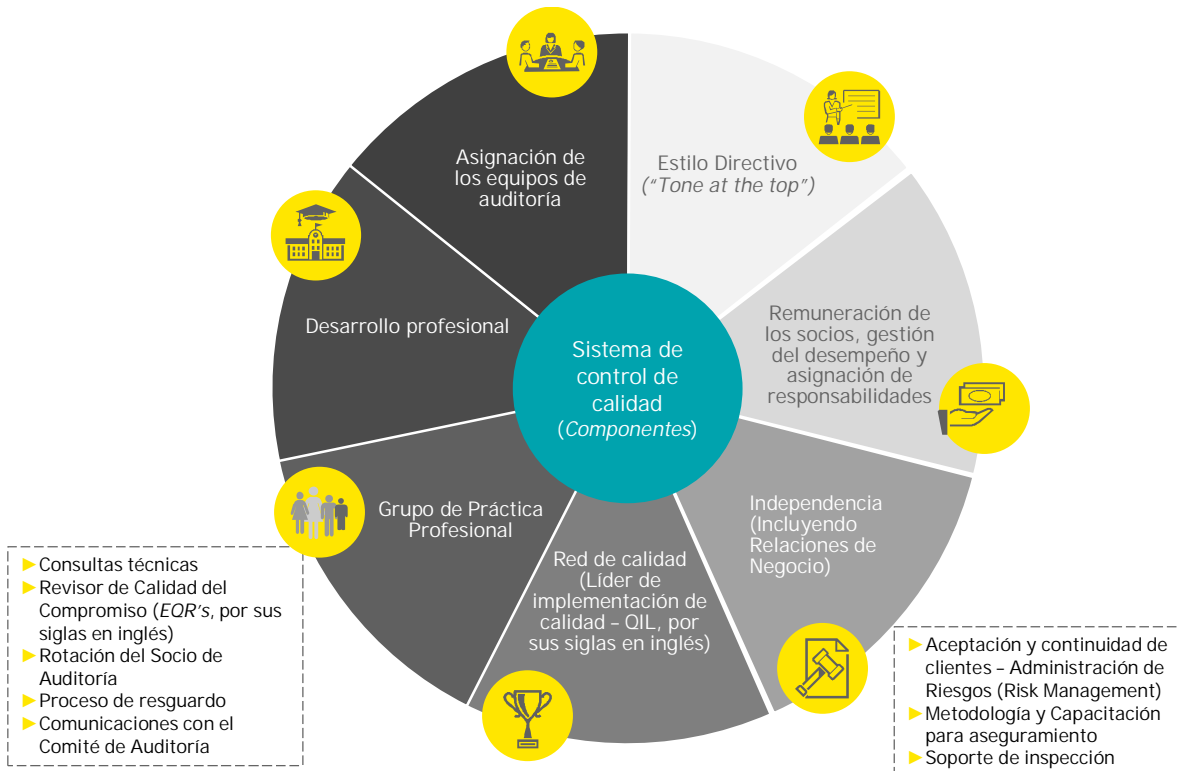 Asignación de
los equipos de
auditoría
Estilo Directivo
(“Tone at the top”)
Remuneración de
los socios, gestión
del desempeño y
asignación de
responsabilidades
Desarrollo profesional
Sistema de
control de
calidad
(Componentes)
Independencia
(Incluyendo
Relaciones de
Negocio)
Grupo de Práctica
Profesional
Red de calidad
(Líder de
implementación de
calidad – QIL, por
sus siglas en inglés)
►Consultas técnicas
►Revisor de Calidad del
Compromiso (EQR’s, por sus
siglas en inglés)
►Rotación del Socio de
Auditoría
►Proceso de resguardo
►Comunicaciones con el
Comité de Auditoría
►Aceptación y continuidad de
clientes – Administración de
Riesgos (Risk Management)
►Metodología y Capacitación
para aseguramiento
►Soporte de inspección